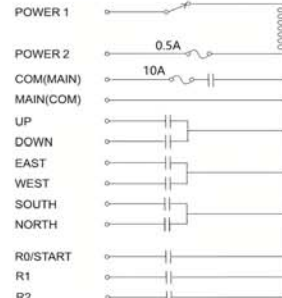 POWER 1
POWER 2 0.5A
COM(MAIN) 10A
MAIN(COM)
UP
DOWN
EAST
WEST
SOUTH
NORTH
R0/START
R1
R2